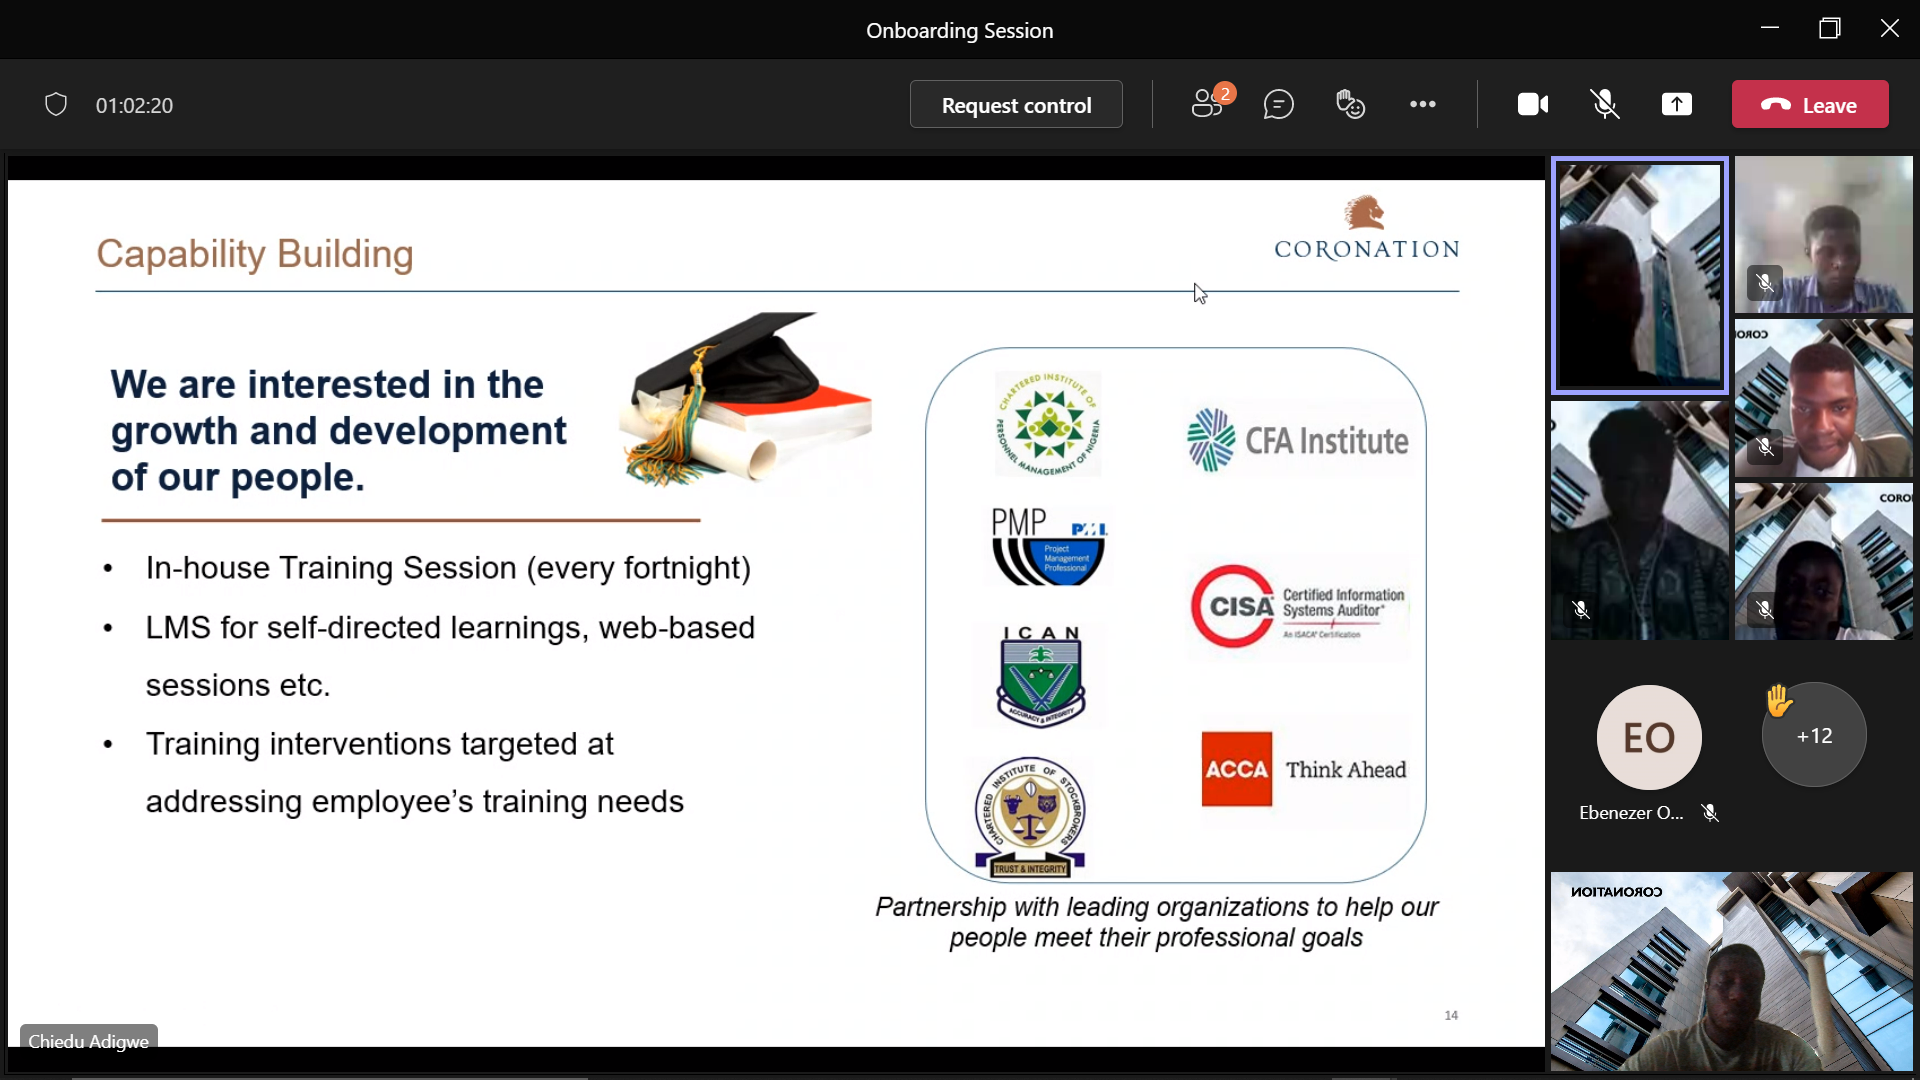 Onboarding Session
01:02:20
Request control
2
Leave
Capability Building
CORONATION
We are interested in the
growth and development
of our people.
• In-house Training Session (every fortnight)
• LMS for self-directed learnings, web-based
sessions etc.
• Training interventions targeted at
addressing employee’s training needs
CHARTERED INSTITUTE OF
PERSONNEL MANAGEMENT OF NIGERIA
CFA Institute
PMP PMI
Project
Management
Professional
CISA
Certified Information
Systems Auditor®
An ISACA® Certification
ICAN
ACCURACY & INTEGRITY
ACCA Think Ahead
CHARTERED INSTITUTE OF STOCKBROKERS
TRUST & INTEGRITY
Partnership with leading organizations to help our
people meet their professional goals
14
Chiedu Adigwe
CORO
CORO
EO
+12
Ebenezer O...
CORONATION